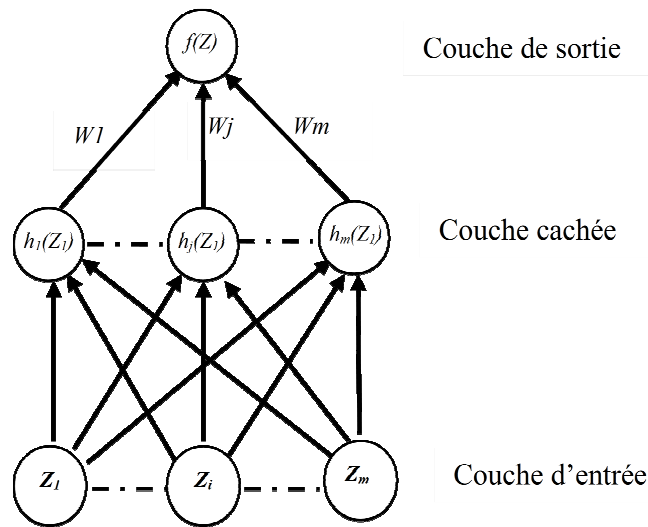 f(Z) Couche de sortie
W1 Wj Wm
h1(Z1) hj(Z1) hm(Z1) Couche cachée
Z1 Zi Zm Couche d’entrée